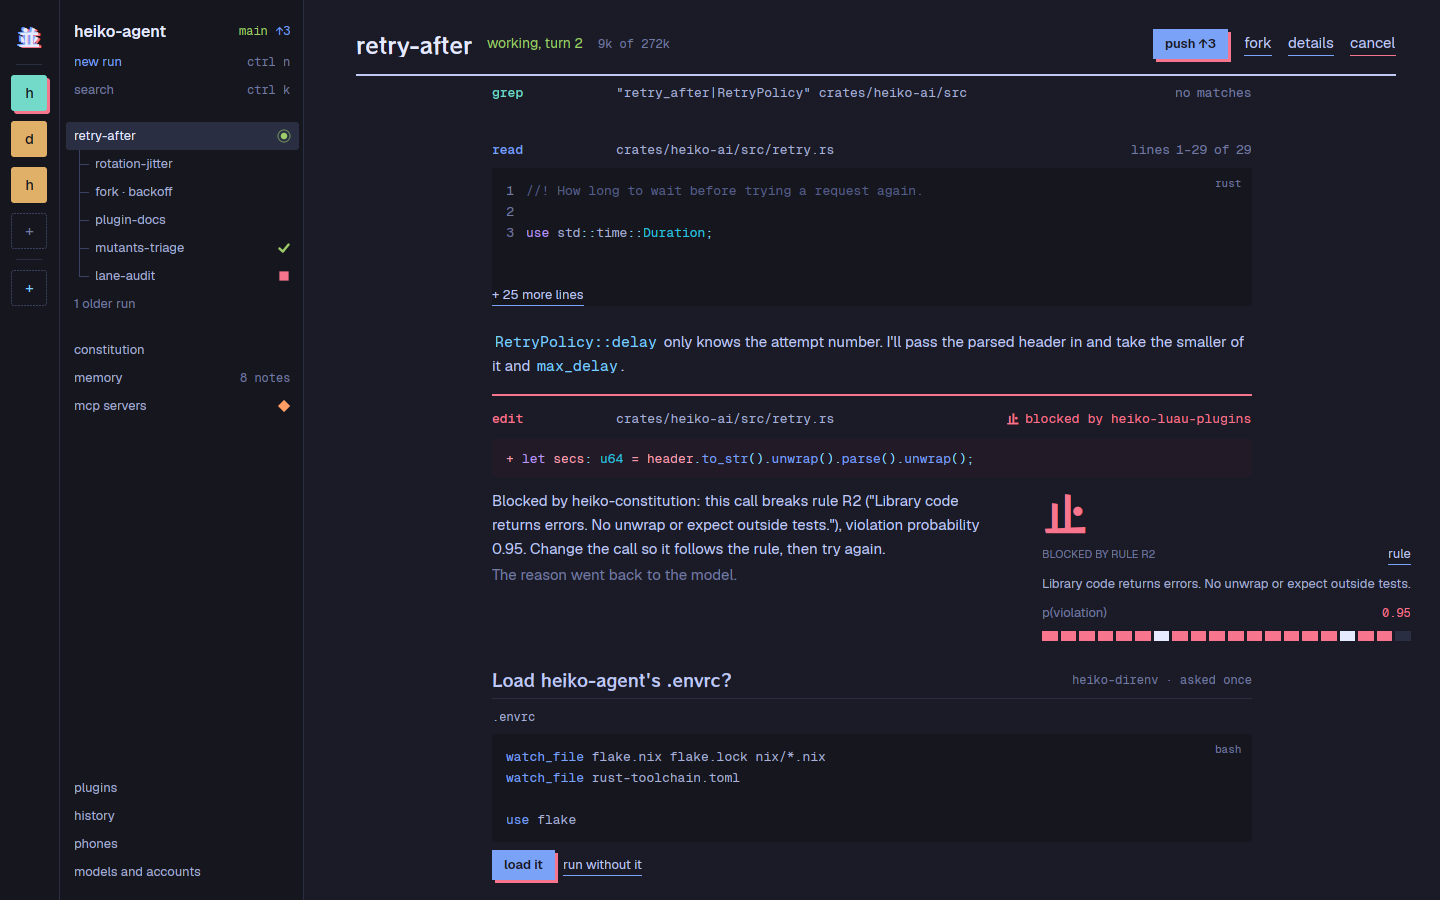 h
d
h
+
+
heiko-agent main ↑3
new run ctrl n
search ctrl k
retry-after
rotation-jitter
fork · backoff
plugin-docs
mutants-triage
lane-audit
1 older run
constitution
memory 8 notes
mcp servers
plugins
history
phones
models and accounts
retry-after working, turn 2 9k of 272k push ↑3 fork details cancel
grep "retry_after|RetryPolicy" crates/heiko-ai/src no matches
read crates/heiko-ai/src/retry.rs lines 1-29 of 29
rust
1 //! How long to wait before trying a request again.
2
3 use std::time::Duration;
+ 25 more lines
RetryPolicy::delay only knows the attempt number. I'll pass the parsed header in and take the smaller of
it and max_delay.
edit crates/heiko-ai/src/retry.rs 止 blocked by heiko-luau-plugins
+ let secs: u64 = header.to_str().unwrap().parse().unwrap();
Blocked by heiko-constitution: this call breaks rule R2 ("Library code
returns errors. No unwrap or expect outside tests."), violation probability
0.95. Change the call so it follows the rule, then try again.
The reason went back to the model.
止
BLOCKED BY RULE R2 rule
Library code returns errors. No unwrap or expect outside tests.
p(violation) 0.95
Load heiko-agent's .envrc? heiko-direnv · asked once
.envrc
bash
watch_file flake.nix flake.lock nix/*.nix
watch_file rust-toolchain.toml
use flake
load it run without it